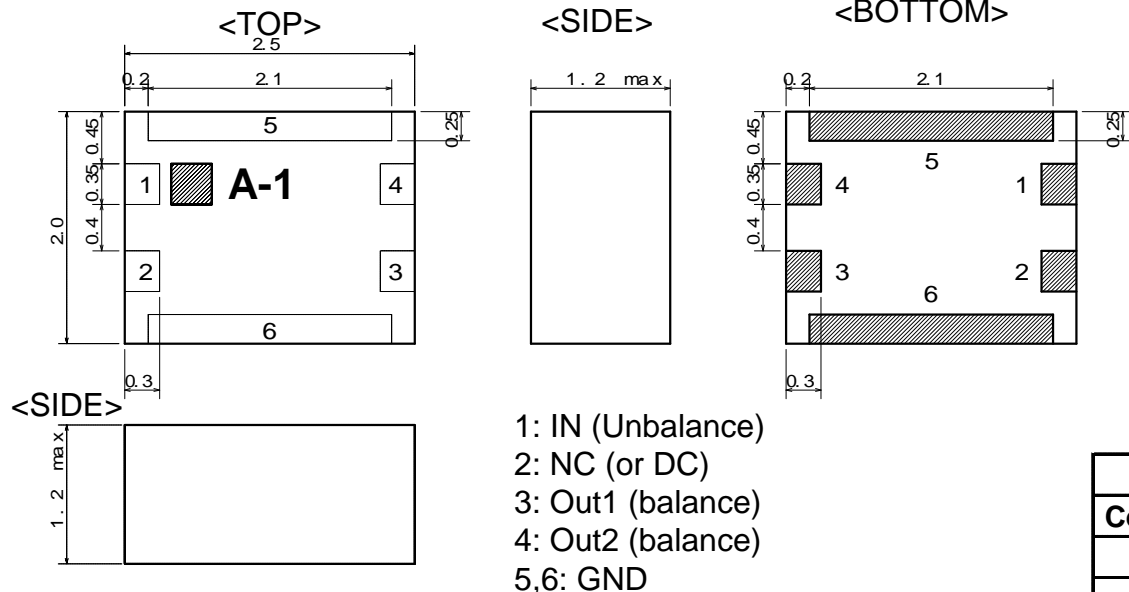 <TOP>
2.5
0.2
2.1
5
0.25
0.45
0.35
0.4
2.0
1
A-1
4
2
3
6
0.3
<SIDE>
1.2 max
<BOTTOM>
0.2
2.1
0.25
0.45
0.35
0.4
5
4
1
3
2
6
0.3
<SIDE>
1.2 max
1: IN (Unbalance)
2: NC (or DC)
3: Out1 (balance)
4: Out2 (balance)
5,6: GND